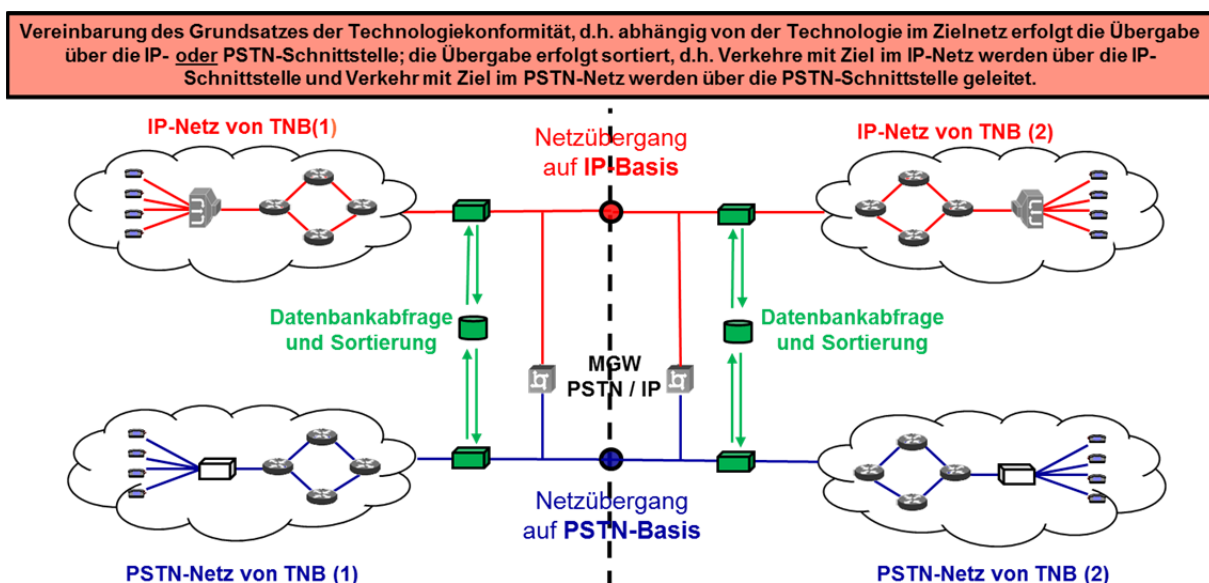 Vereinbarung des Grundsatzes der Technologiekonformität, d.h. abhängig von der Technologie im Zielnetz erfolgt die Übergabe
über die IP- oder PSTN-Schnittstelle; die Übergabe erfolgt sortiert, d.h. Verkehre mit Ziel im IP-Netz werden über die IP-
Schnittstelle und Verkehr mit Ziel im PSTN-Netz werden über die PSTN-Schnittstelle geleitet.
IP-Netz von TNB(1)
Netzübergang
auf IP-Basis
IP-Netz von TNB (2)
Datenbankabfrage
und Sortierung
MGW
PSTN / IP
Datenbankabfrage
und Sortierung
Netzübergang
auf PSTN-Basis
PSTN-Netz von TNB (1)
PSTN-Netz von TNB (2)